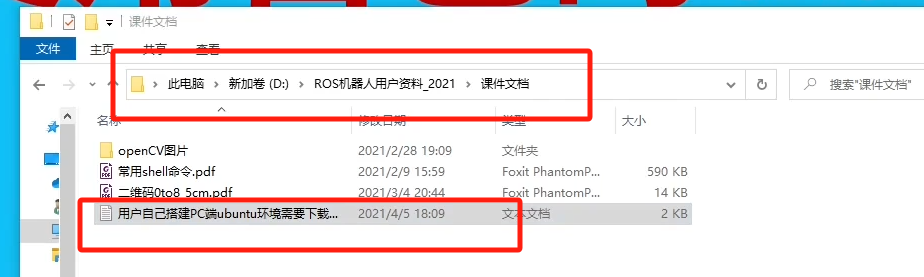 课件文档
文件 主页 共享 查看
此电脑 新加卷 (D:) ROS机器人用户资料_2021 课件文档 搜索"课件文档"
名称 修改日期 类型 大小
openCV图片 2021/2/28 19:09 文件夹
常用shell命令.pdf 2021/2/9 15:59 Foxit PhantomP... 590 KB
二维码0to8_5cm.pdf 2021/3/4 20:44 Foxit PhantomP... 14 KB
用户自己搭建PC端ubuntu环境需要下载... 2021/4/5 18:09 文本文档 2 KB